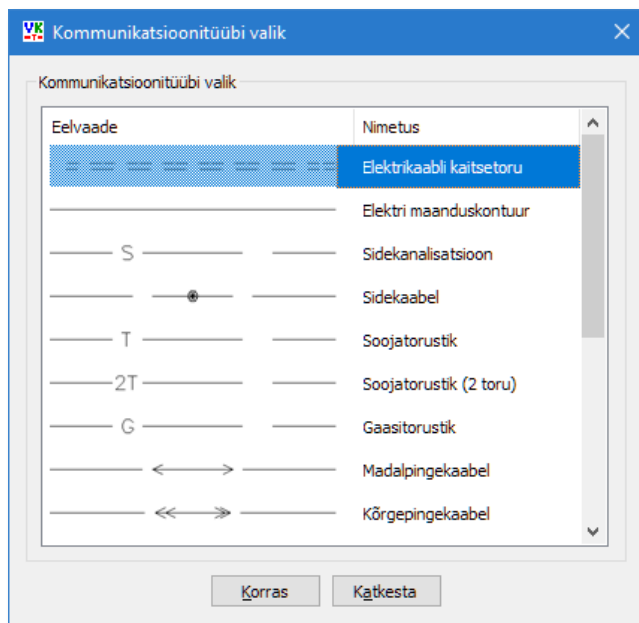 VK
-T-
Kommunikatsioonitüübi valik
Kommunikatsioonitüübi valik
Eelvaade Nimetus
Elektrikaabli kaitsetoru
Elektri maanduskontuur
S Sidekanalisatsioon
Sidekaabel
T Soojatorustik
2T Soojatorustik (2 toru)
G Gaasitorustik
Madalpingekaabel
Kõrgepingekaabel
Korras Katkesta